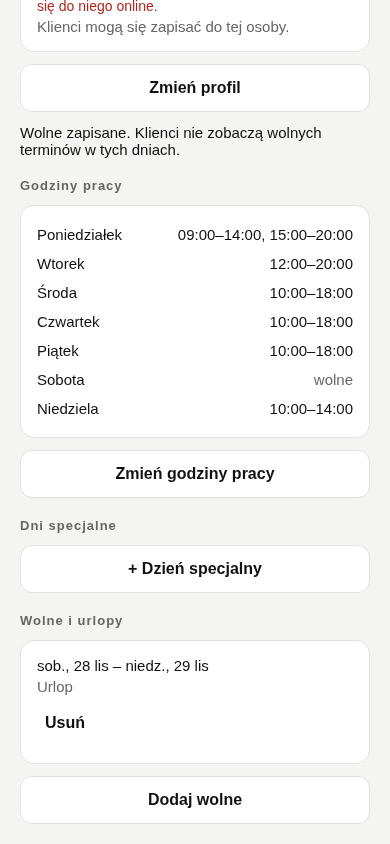 się do niego online.
Klienci mogą się zapisać do tej osoby.
Zmień profil
Wolne zapisane. Klienci nie zobaczą wolnych
terminów w tych dniach.
Godziny pracy
Poniedziałek 09:00–14:00, 15:00–20:00
Wtorek 12:00–20:00
Środa 10:00–18:00
Czwartek 10:00–18:00
Piątek 10:00–18:00
Sobota wolne
Niedziela 10:00–14:00
Zmień godziny pracy
Dni specjalne
+ Dzień specjalny
Wolne i urlopy
sob., 28 lis – niedz., 29 lis
Urlop
Usuń
Dodaj wolne